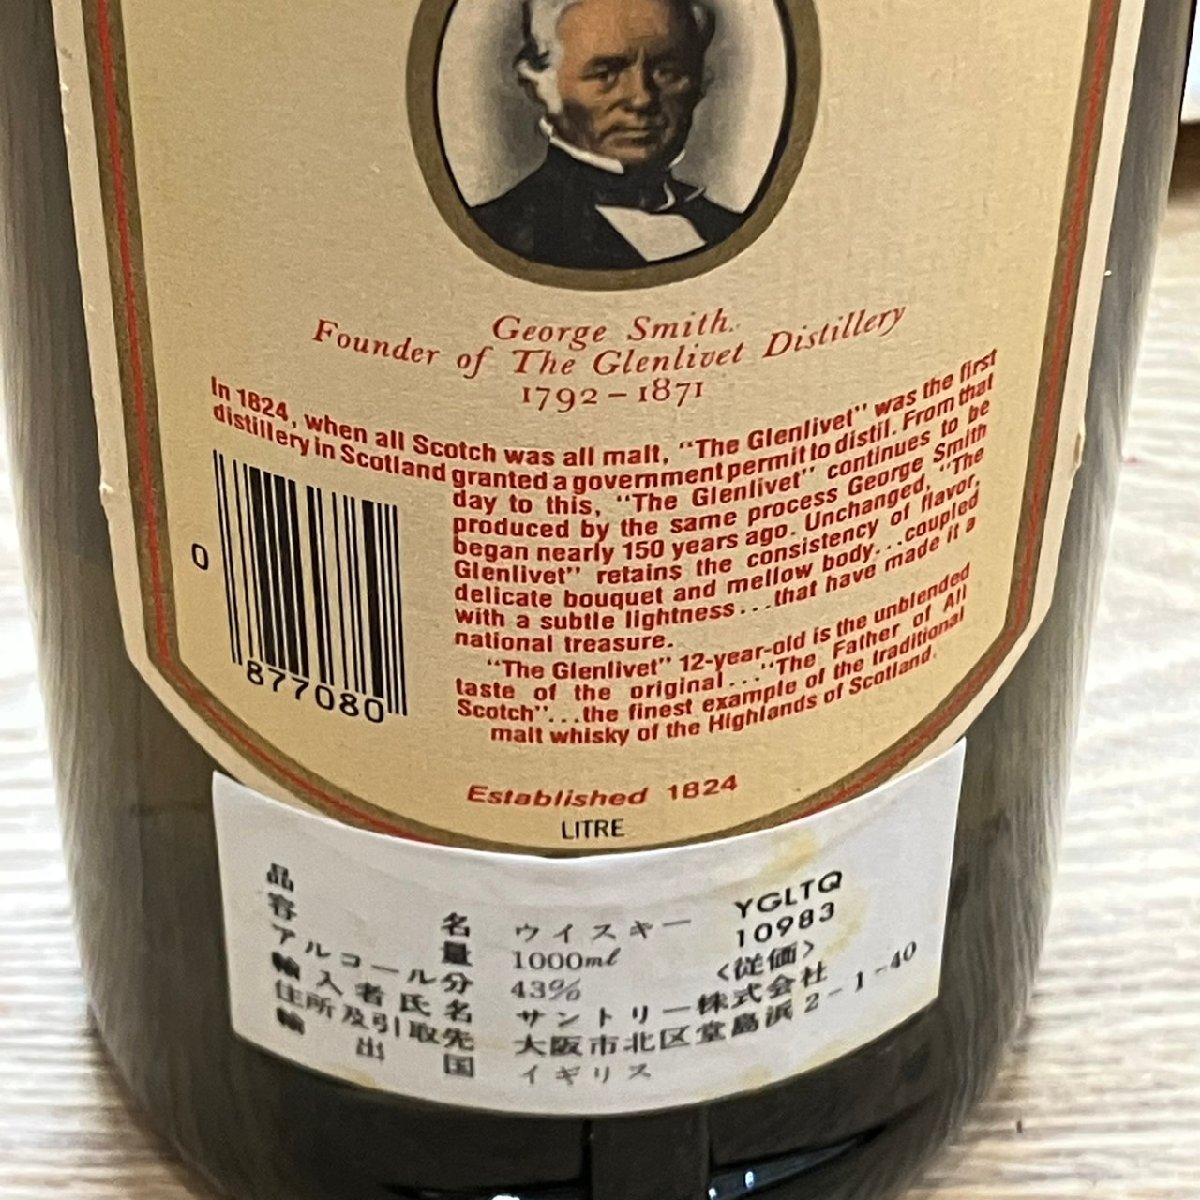 George Smith.
Founder of The Glenlivet Distillery
1792-1871
In 1824, when all Scotch was all malt, "The Glenlivet" was the first
distillery in Scotland granted a government permit to distil. From that
day to this, "The Glenlivet" continues to be
produced by the same process George Smith
began nearly 150 years ago. Unchanged, "The
Glenlivet" retains the consistency of flavor,
delicate bouquet and mellow body...coupled
with a subtle lightness...that have made it a
national treasure.
"The Glenlivet" 12-year-old is the unblended
taste of the original..."The Father of All
Scotch"...the finest example of the traditional
malt whisky of the Highlands of Scotland.
0
877080
Established 1824
LITRE
品名 ウイスキー YGLTQ
容量 1000ml 10983
アルコール分 43% <従価>
輸入者氏名 サントリー株式会社
住所及引取先 大阪市北区堂島浜2-1-40
輸出国 イギリス